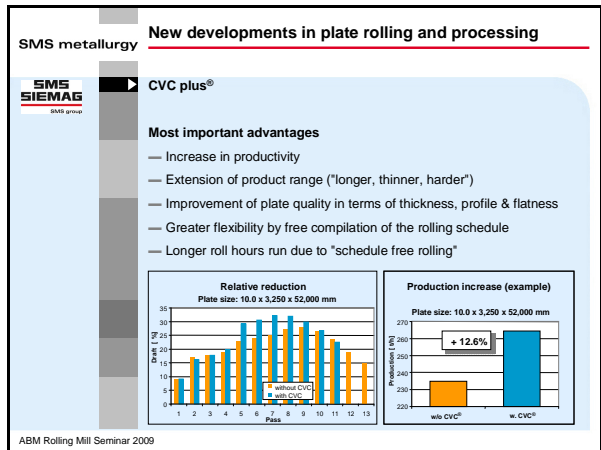 New developments in plate rolling and processing
SMS metallurgy
SMS
SIEMAG
SMS group
CVC plus®
Most important advantages
— Increase in productivity
— Extension of product range ("longer, thinner, harder")
— Improvement of plate quality in terms of thickness, profile & flatness
— Greater flexibility by free compilation of the rolling schedule
— Longer roll hours run due to "schedule free rolling"
Relative reduction
Plate size: 10.0 x 3,250 x 52,000 mm
35
30
25
20
15
10
5
0
Draft [ %]
without CVC
with CVC
1 2 3 4 5 6 7 8 9 10 11 12 13
Pass
Production increase (example)
Plate size: 10.0 x 3,250 x 52,000 mm
270
260
250
240
230
220
Production [ t/h]
+ 12.6%
w/o CVC® w. CVC®
ABM Rolling Mill Seminar 2009